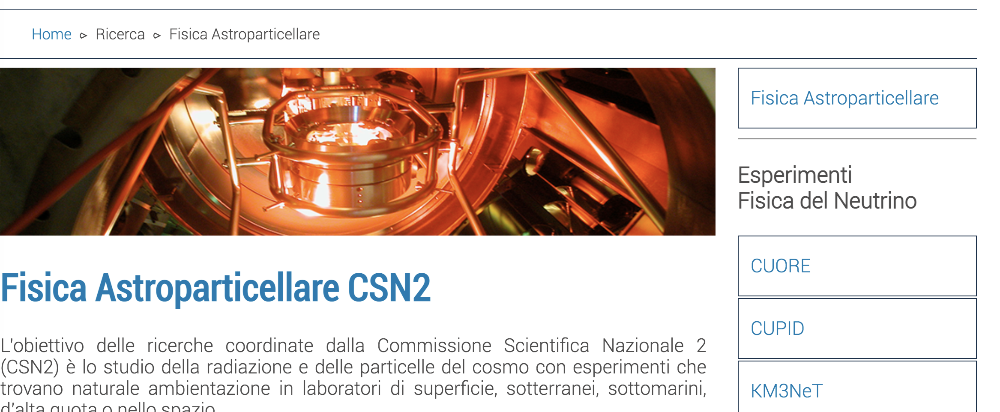 Home ▹ Ricerca ▹ Fisica Astroparticellare
Fisica Astroparticellare CSN2
L'obiettivo delle ricerche coordinate dalla Commissione Scientifica Nazionale 2
(CSN2) è lo studio della radiazione e delle particelle del cosmo con esperimenti che
trovano naturale ambientazione in laboratori di superficie, sotterranei, sottomarini,
d'alta quota o nello spazio.
Fisica Astroparticellare
Esperimenti
Fisica del Neutrino
CUORE
CUPID
KM3NeT